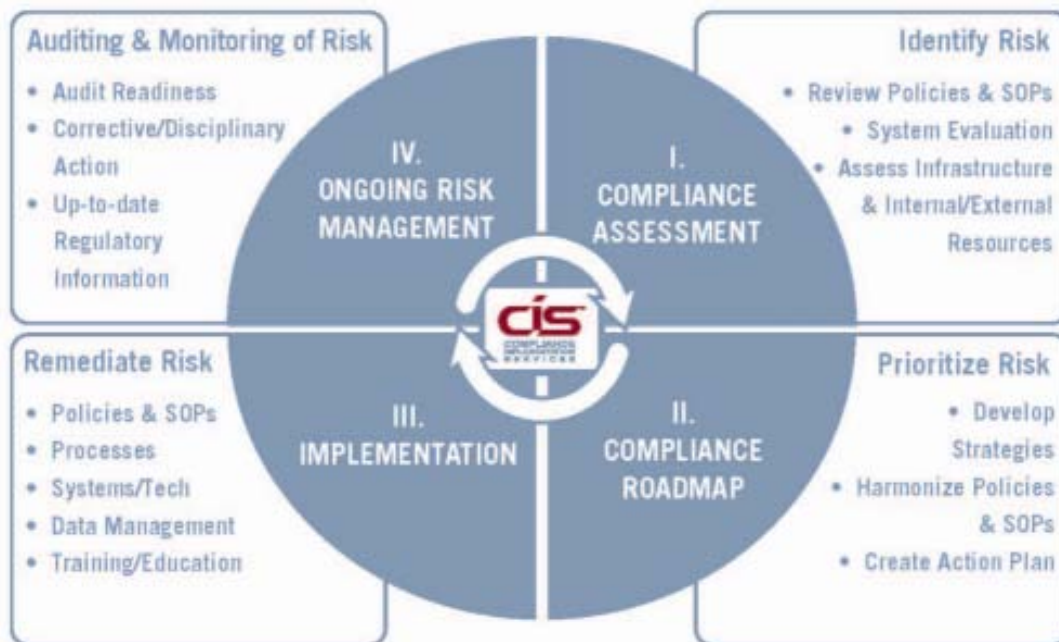 Auditing & Monitoring of Risk
• Audit Readiness
• Corrective/Disciplinary
Action
• Up-to-date
Regulatory
Information
IV.
ONGOING RISK
MANAGEMENT
I.
COMPLIANCE
ASSESSMENT
Identify Risk
• Review Policies & SOPs
• System Evaluation
• Assess Infrastructure
& Internal/External
Resources
cis
COMPLIANCE
IMPLEMENTATION
SERVICES
Remediate Risk
• Policies & SOPs
• Processes
• Systems/Tech
• Data Management
• Training/Education
III.
IMPLEMENTATION
II.
COMPLIANCE
ROADMAP
Prioritize Risk
• Develop
Strategies
• Harmonize Policies
& SOPs
• Create Action Plan